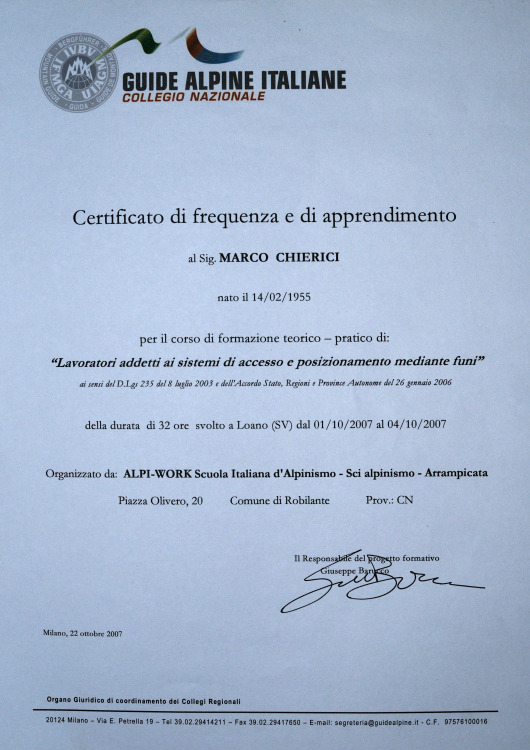 IVBV
UIAGM
IFMGA
GUIDE ALPINE ITALIANE
COLLEGIO NAZIONALE
Certificato di frequenza e di apprendimento
al Sig. MARCO CHIERICI
nato il 14/02/1955
per il corso di formazione teorico – pratico di:
“Lavoratori addetti ai sistemi di accesso e posizionamento mediante funi”
ai sensi del D.Lgs 235 del 8 luglio 2003 e dell'Accordo Stato, Regioni e Province Autonome del 26 gennaio 2006
della durata di 32 ore svolto a Loano (SV) dal 01/10/2007 al 04/10/2007
Organizzato da: ALPI-WORK Scuola Italiana d'Alpinismo - Sci alpinismo - Arrampicata
Piazza Olivero, 20 Comune di Robilante Prov.: CN
Il Responsabile del progetto formativo
Giuseppe
Milano, 22 ottobre 2007
Organo Giuridico di coordinamento dei Collegi Regionali
20124 Milano – Via E. Petrella 19 – Tel 39.02.29414211 – Fax 39.02.29417650 – E-mail: segreteria@guidealpine.it - C.F. 97576100016